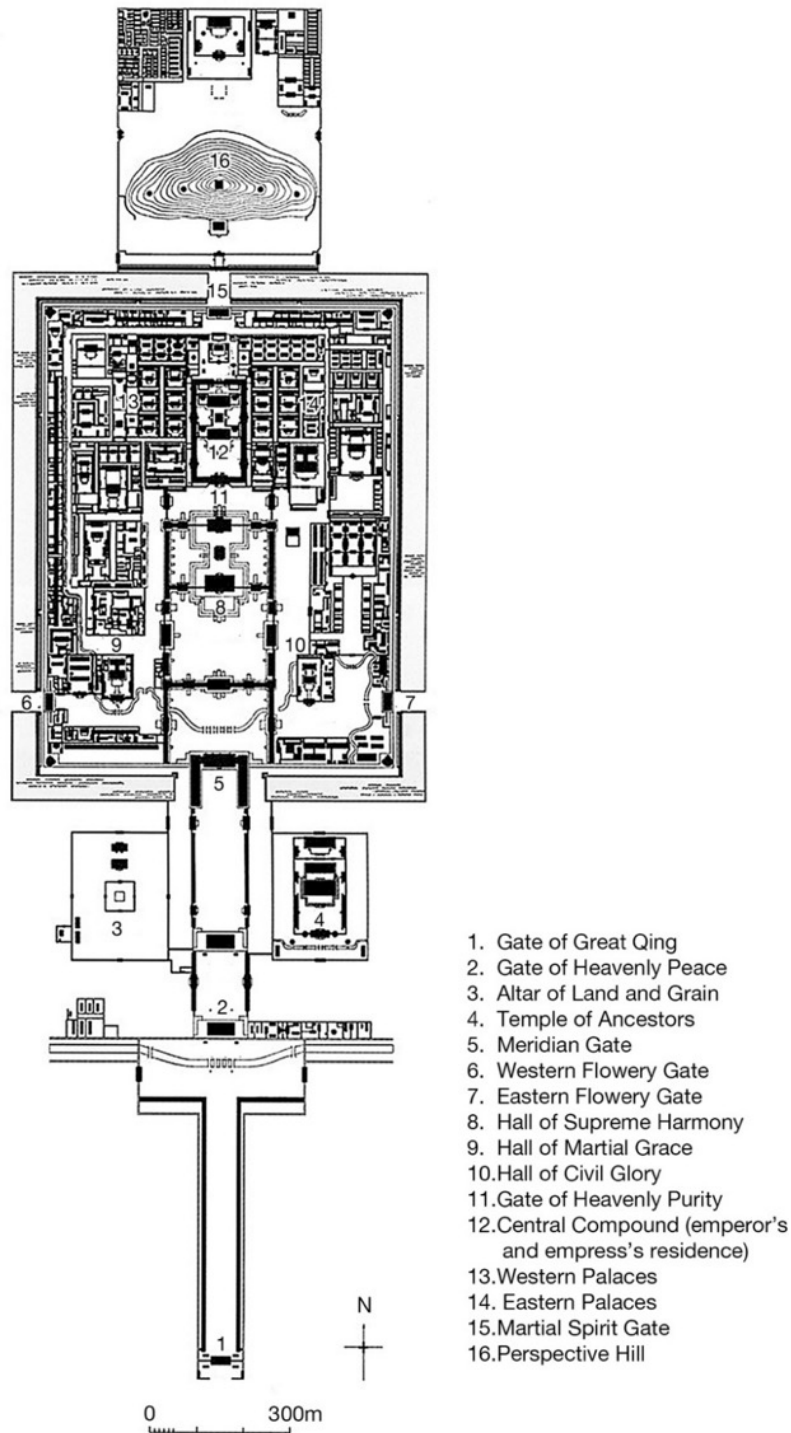 16
15
13
14
12
11
8
9
10
6
7
5
3
4
2
1
N
0 300m
1. Gate of Great Qing
2. Gate of Heavenly Peace
3. Altar of Land and Grain
4. Temple of Ancestors
5. Meridian Gate
6. Western Flowery Gate
7. Eastern Flowery Gate
8. Hall of Supreme Harmony
9. Hall of Martial Grace
10.Hall of Civil Glory
11.Gate of Heavenly Purity
12.Central Compound (emperor's
and empress's residence)
13.Western Palaces
14. Eastern Palaces
15.Martial Spirit Gate
16.Perspective Hill